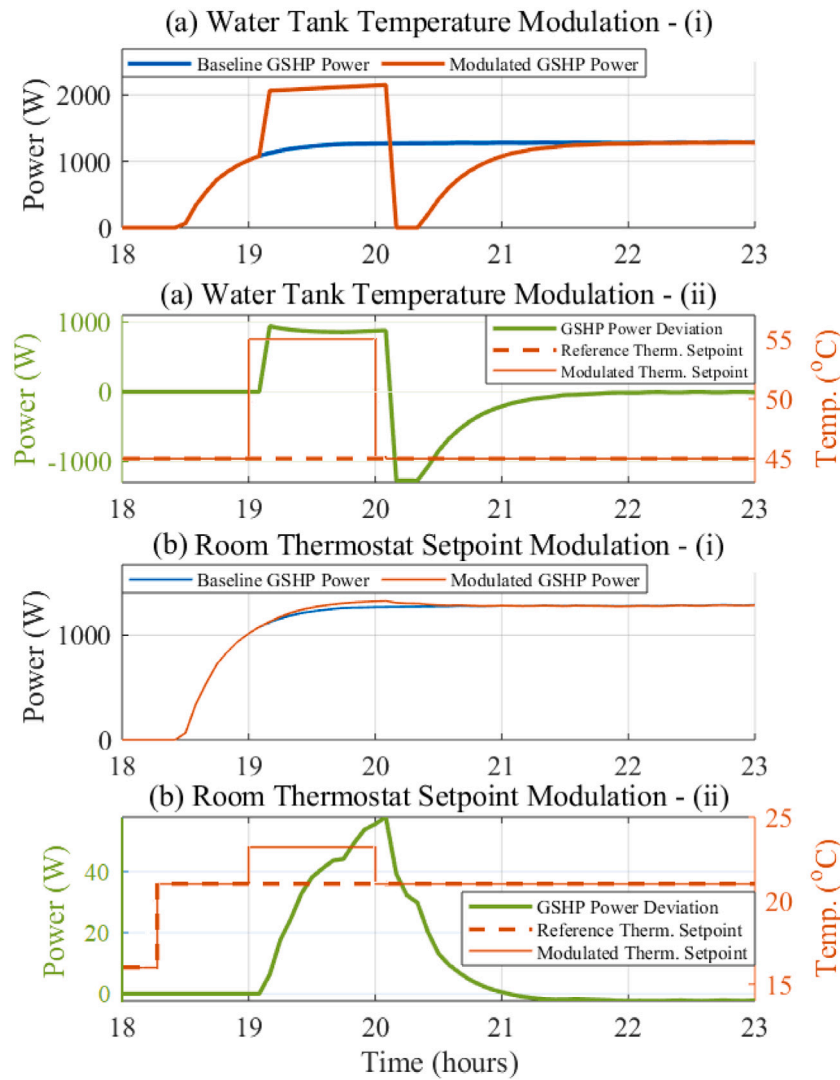 (a) Water Tank Temperature Modulation - (i)
Baseline GSHP Power
Modulated GSHP Power
Power (W)
2000
1000
0
18
19
20
21
22
23
(a) Water Tank Temperature Modulation - (ii)
GSHP Power Deviation
Reference Therm. Setpoint
Modulated Therm. Setpoint
Power (W)
1000
0
-1000
55
50
45
Temp. (°C)
18
19
20
21
22
23
(b) Room Thermostat Setpoint Modulation - (i)
Baseline GSHP Power
Modulated GSHP Power
Power (W)
1000
0
18
19
20
21
22
23
(b) Room Thermostat Setpoint Modulation - (ii)
Power (W)
40
20
0
25
20
15
Temp. (°C)
GSHP Power Deviation
Reference Therm. Setpoint
Modulated Therm. Setpoint
18
19
20
21
22
23
Time (hours)